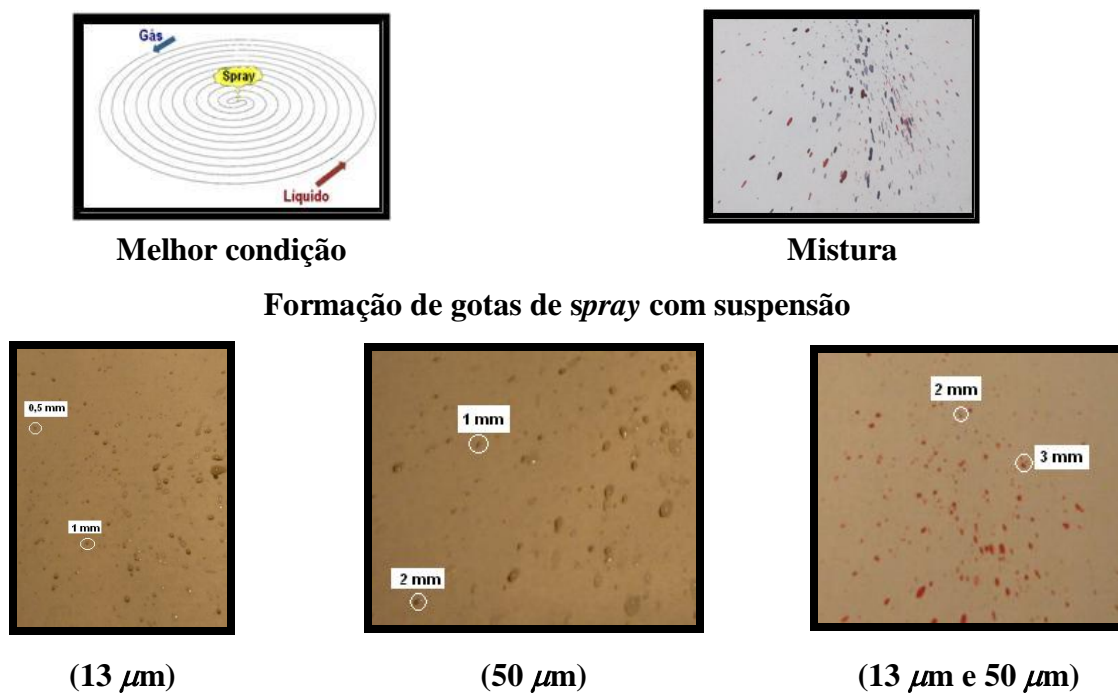 Gás
Spray
Líquido
Melhor condição
Mistura
Formação de gotas de spray com suspensão
0,5 mm
1 mm
1 mm
2 mm
2 mm
3 mm
(13 μm)
(50 μm)
(13 μm e 50 μm)